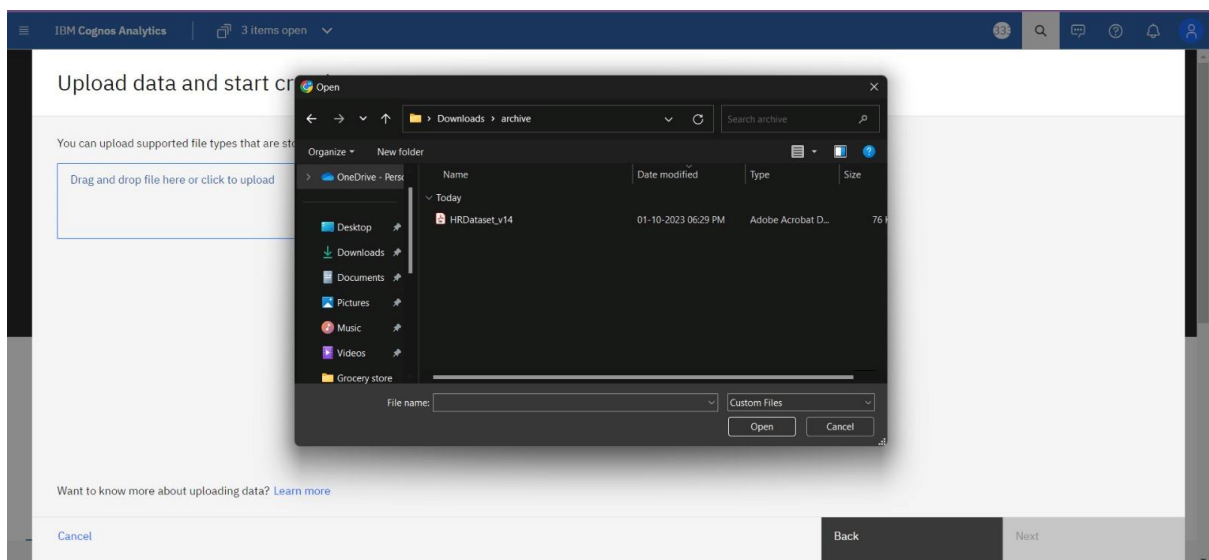 IBM Cognos Analytics 3 items open
Upload data and start cr
You can upload supported file types that are sto
Drag and drop file here or click to upload
Open
Downloads > archive
Search archive
Organize New folder
Name Date modified Type Size
OneDrive - Perso
Today
HRDataset_v14 01-10-2023 06:29 PM Adobe Acrobat D... 76
Desktop
Downloads
Documents
Pictures
Music
Videos
Grocery store
File name: Custom Files
Open Cancel
Want to know more about uploading data? Learn more
Cancel Back Next